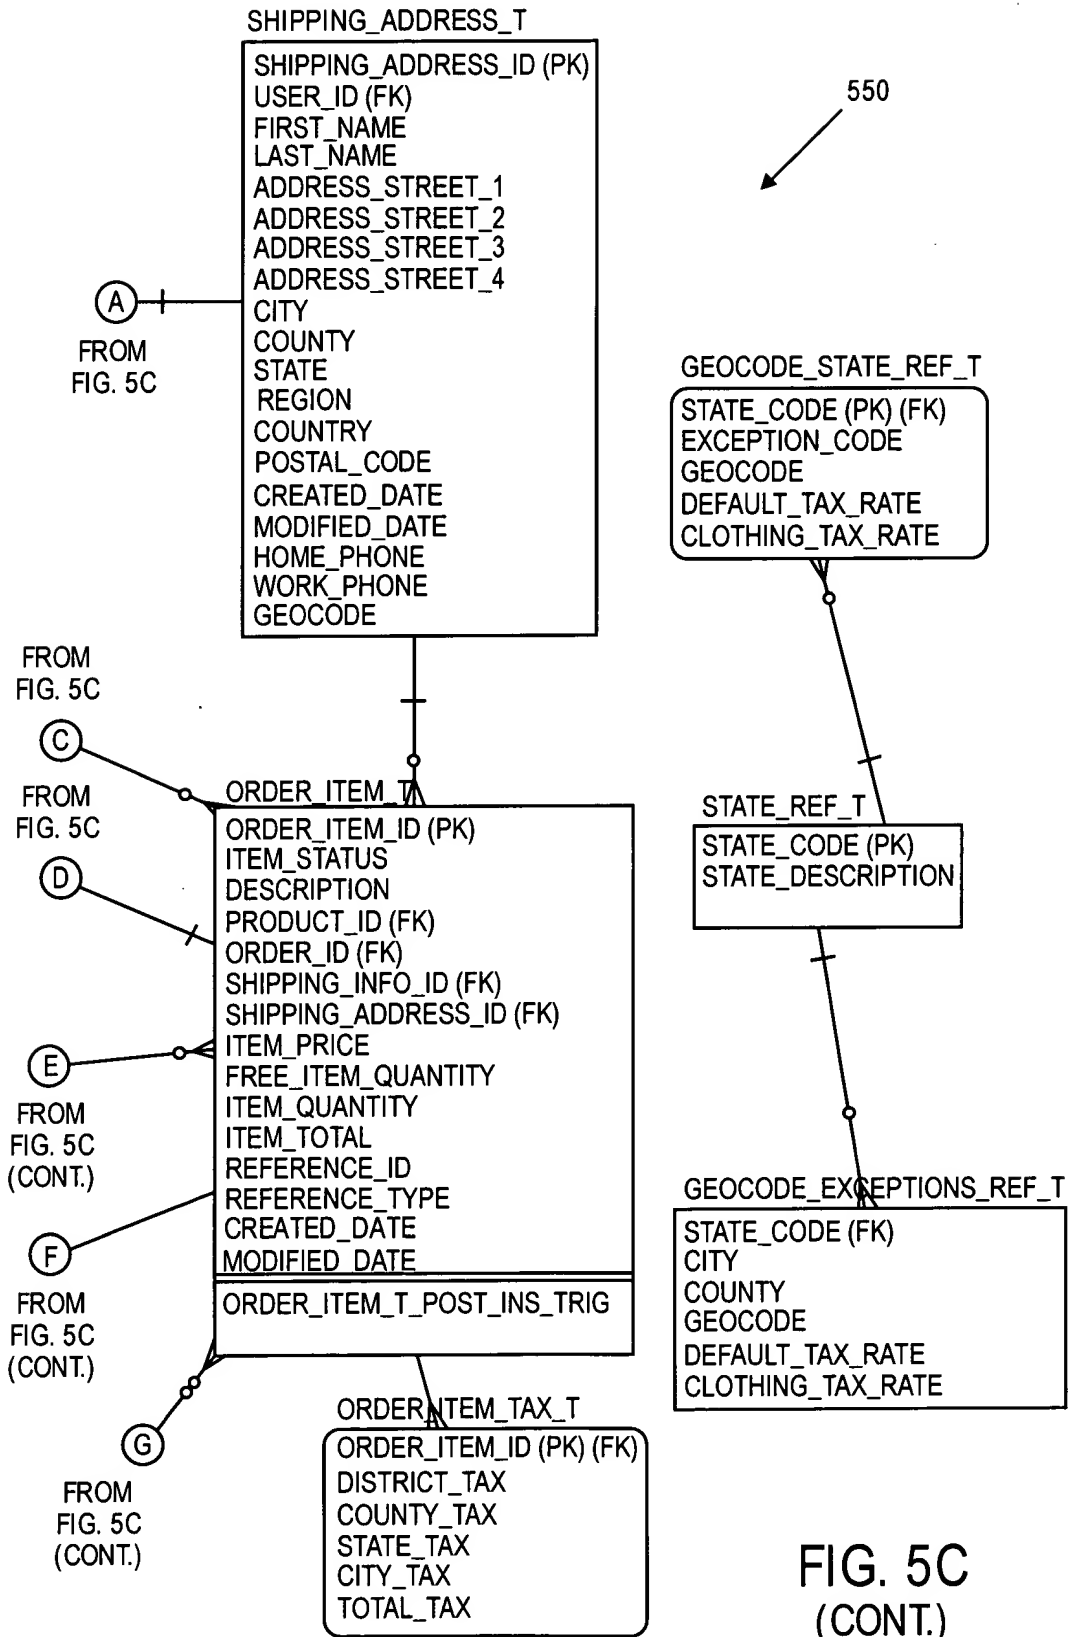 SHIPPING_ADDRESS_T
SHIPPING_ADDRESS_ID (PK)
USER_ID (FK)
FIRST_NAME
LAST_NAME
ADDRESS_STREET_1
ADDRESS_STREET_2
ADDRESS_STREET_3
ADDRESS_STREET_4
CITY
COUNTY
STATE
REGION
COUNTRY
POSTAL_CODE
CREATED_DATE
MODIFIED_DATE
HOME_PHONE
WORK_PHONE
GEOCODE
550
A
FROM
FIG. 5C
GEOCODE_STATE_REF_T
STATE_CODE (PK) (FK)
EXCEPTION_CODE
GEOCODE
DEFAULT_TAX_RATE
CLOTHING_TAX_RATE
FROM
FIG. 5C
C
FROM
FIG. 5C
D
E
FROM
FIG. 5C
(CONT.)
F
FROM
FIG. 5C
(CONT.)
G
FROM
FIG. 5C
(CONT.)
ORDER_ITEM_T
ORDER_ITEM_ID (PK)
ITEM_STATUS
DESCRIPTION
PRODUCT_ID (FK)
ORDER_ID (FK)
SHIPPING_INFO_ID (FK)
SHIPPING_ADDRESS_ID (FK)
ITEM_PRICE
FREE_ITEM_QUANTITY
ITEM_QUANTITY
ITEM_TOTAL
REFERENCE_ID
REFERENCE_TYPE
CREATED_DATE
MODIFIED_DATE
ORDER_ITEM_T_POST_INS_TRIG
STATE_REF_T
STATE_CODE (PK)
STATE_DESCRIPTION
GEOCODE_EXCEPTIONS_REF_T
STATE_CODE (FK)
CITY
COUNTY
GEOCODE
DEFAULT_TAX_RATE
CLOTHING_TAX_RATE
ORDER_ITEM_TAX_T
ORDER_ITEM_ID (PK) (FK)
DISTRICT_TAX
COUNTY_TAX
STATE_TAX
CITY_TAX
TOTAL_TAX
FIG. 5C
(CONT.)